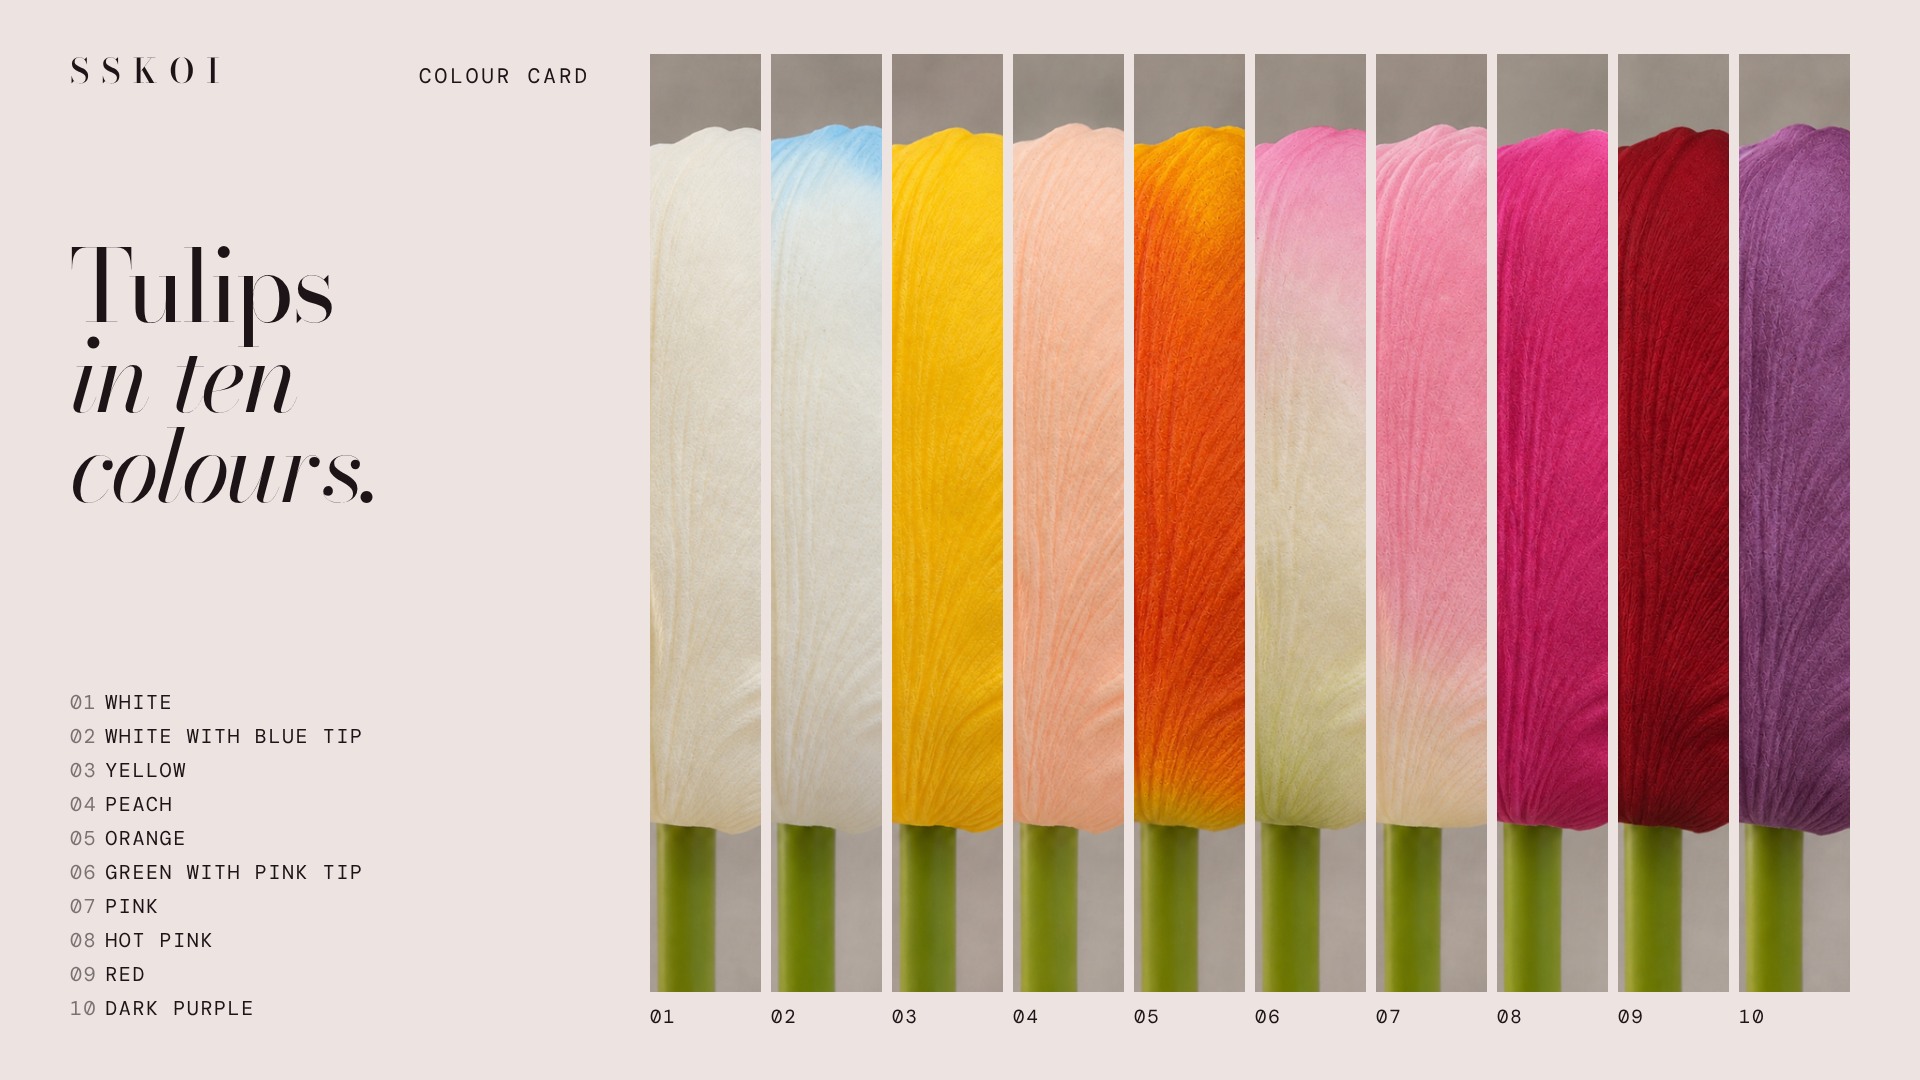 SSKOI
COLOUR CARD
Tulips
in ten
colours.
01 WHITE
02 WHITE WITH BLUE TIP
03 YELLOW
04 PEACH
05 ORANGE
06 GREEN WITH PINK TIP
07 PINK
08 HOT PINK
09 RED
10 DARK PURPLE
01 02 03 04 05 06 07 08 09 10